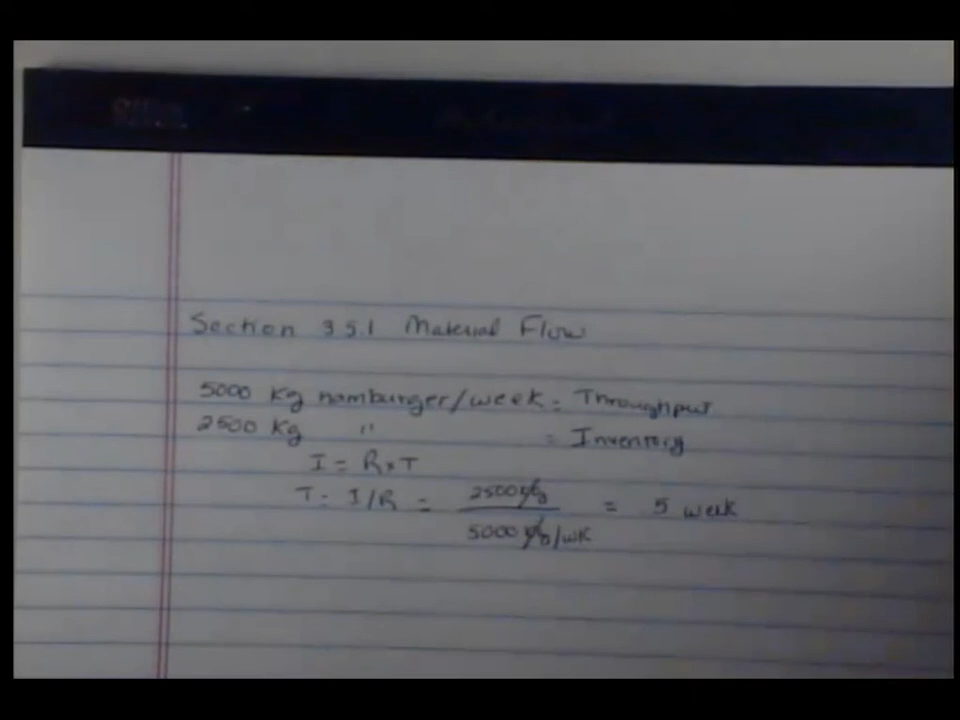 Section 3 5.1 Material Flow
5000 Kg hamburger/week = Throughput
2500 Kg " = Inventory
I = R x T
T = I/R = 2500 kg / 5000 kg/wk = 5 week